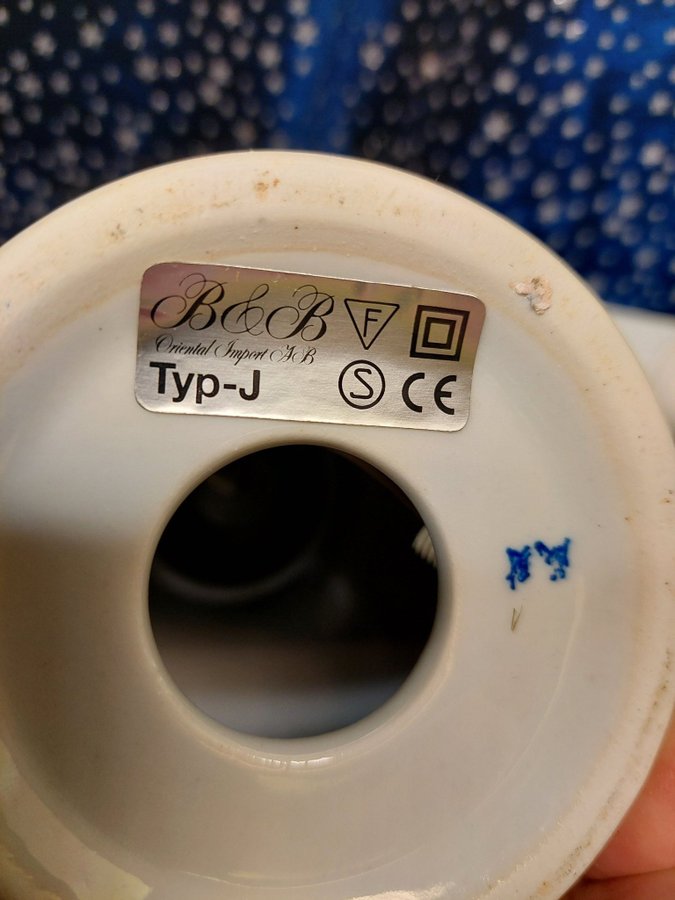 B&B F
Oriental Import AB
Typ-J S CE